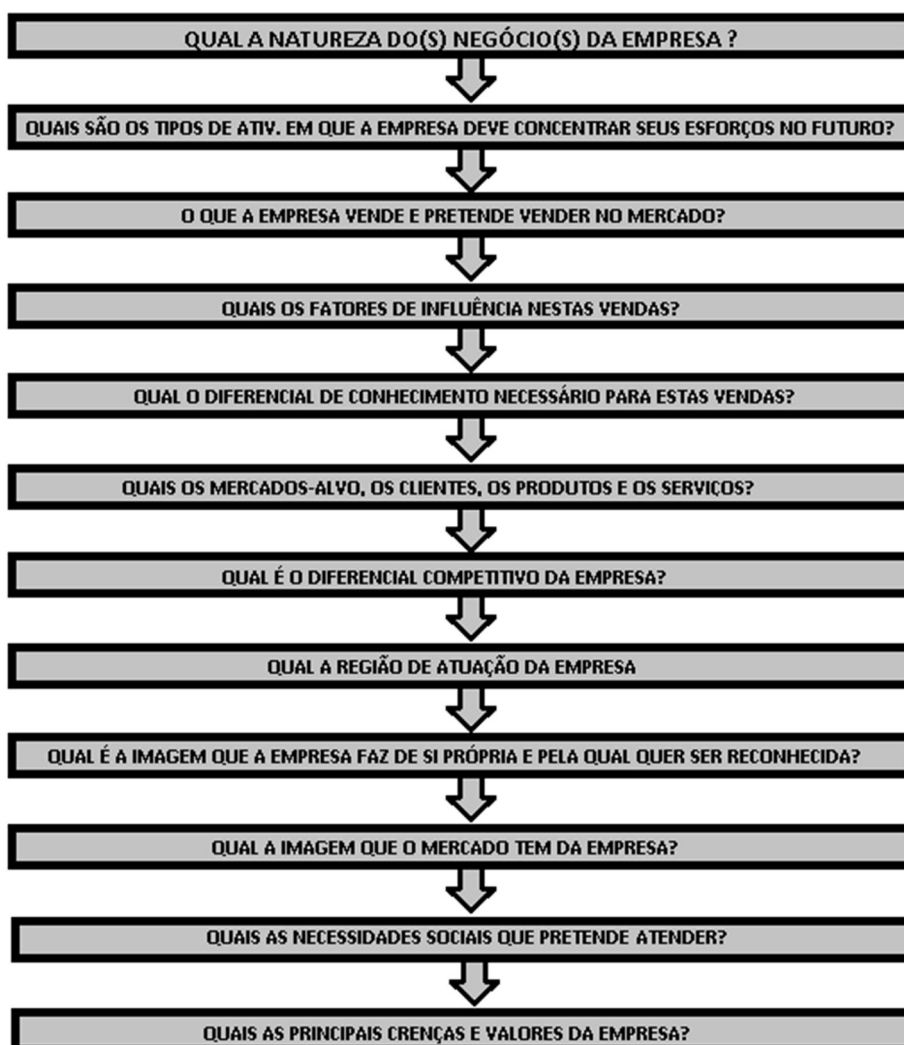 QUAL A NATUREZA DO(S) NEGÓCIO(S) DA EMPRESA ?
QUAIS SÃO OS TIPOS DE ATIV. EM QUE A EMPRESA DEVE CONCENTRAR SEUS ESFORÇOS NO FUTURO?
O QUE A EMPRESA VENDE E PRETENDE VENDER NO MERCADO?
QUAIS OS FATORES DE INFLUÊNCIA NESTAS VENDAS?
QUAL O DIFERENCIAL DE CONHECIMENTO NECESSÁRIO PARA ESTAS VENDAS?
QUAIS OS MERCADOS-ALVO, OS CLIENTES, OS PRODUTOS E OS SERVIÇOS?
QUAL É O DIFERENCIAL COMPETITIVO DA EMPRESA?
QUAL A REGIÃO DE ATUAÇÃO DA EMPRESA
QUAL É A IMAGEM QUE A EMPRESA FAZ DE SI PRÓPRIA E PELA QUAL QUER SER RECONHECIDA?
QUAL A IMAGEM QUE O MERCADO TEM DA EMPRESA?
QUAIS AS NECESSIDADES SOCIAIS QUE PRETENDE ATENDER?
QUAIS AS PRINCIPAIS CRENÇAS E VALORES DA EMPRESA?